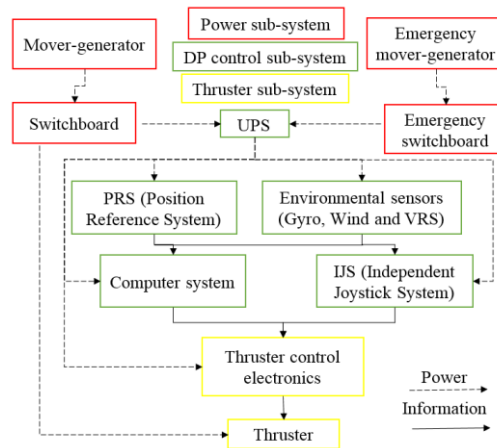 Power sub-system
Mover-generator
DP control sub-system
Emergency
mover-generator
Thruster sub-system
Switchboard
UPS
Emergency
switchboard
PRS (Position
Reference System)
Environmental sensors
(Gyro, Wind and VRS)
Computer system
IJS (Independent
Joystick System)
Thruster control
electronics
Power
Information
Thruster